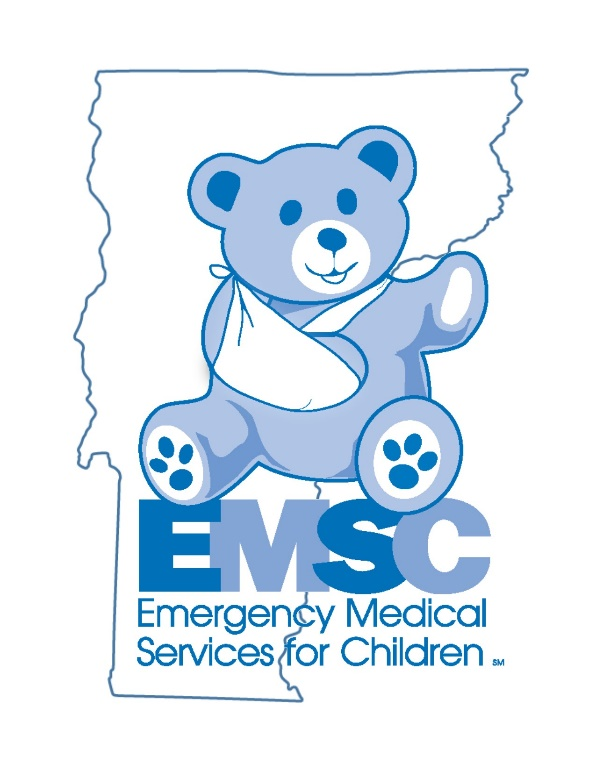 EMSC
Emergency Medical
Services for Children SM